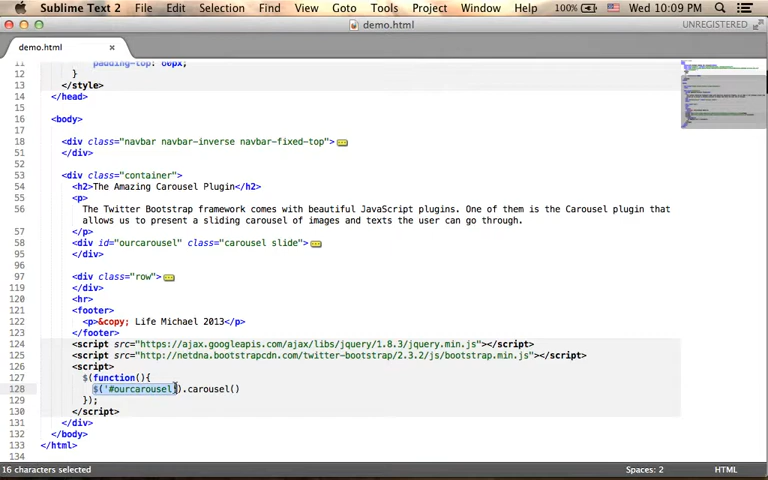 Sublime Text 2 File Edit Selection Find View Goto Tools Project Window Help 100% Wed 10:09 PM
demo.html UNREGISTERED
demo.html ×
11 padding-top: 60px;
12 }
13 </style>
14 </head>
15
16 <body>
17
18 <div class="navbar navbar-inverse navbar-fixed-top">
51 </div>
52
53 <div class="container">
54 <h2>The Amazing Carousel Plugin</h2>
55 <p>
56 The Twitter Bootstrap framework comes with beautiful JavaScript plugins. One of them is the Carousel plugin that
allows us to present a sliding carousel of images and texts the user can go through.
57 </p>
58 <div id="ourcarousel" class="carousel slide">
95 </div>
96
97 <div class="row">
119 </div>
120 <hr>
121 <footer>
122 <p>&copy; Life Michael 2013</p>
123 </footer>
124 <script src="https://ajax.googleapis.com/ajax/libs/jquery/1.8.3/jquery.min.js"></script>
125 <script src="http://netdna.bootstrapcdn.com/twitter-bootstrap/2.3.2/js/bootstrap.min.js"></script>
126 <script>
127 $(function(){
128 $('#ourcarousel').carousel()
129 });
130 </script>
131 </div>
132 </body>
133 </html>
134
16 characters selected Spaces: 2 HTML